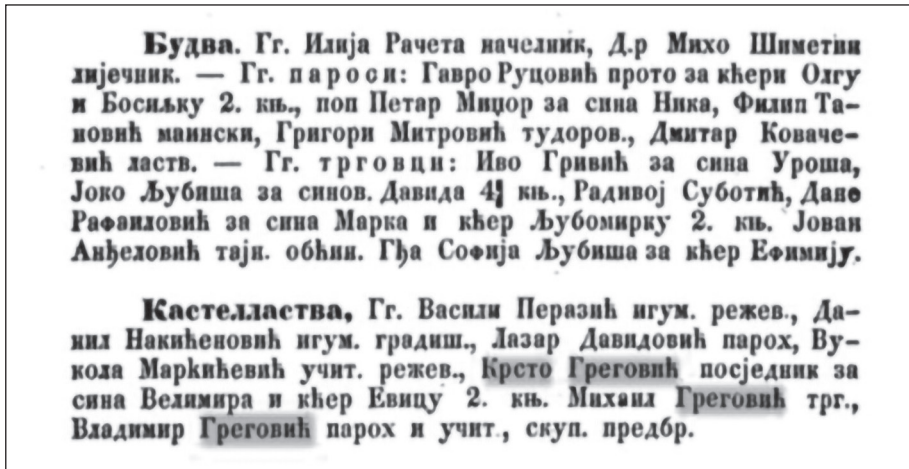 Будва. Гг. Илија Рачета начелник, Д.р Михо Шиметин
лијечник. — Гг. пароси: Гавро Руцовић прото за кћери Олгу
и Босиљку 2. књ., поп Петар Миџор за сина Ника, Филип Та-
новић маински, Григори Митровић тудоров., Дмитар Коваче-
вић ластв. — Гг. трговци: Иво Гривић за сина Уроша,
Јоко Љубиша за синов. Давида 4 књ., Радивој Суботић, Дане
Рафаиловић за сина Марка и кћер Љубомирку 2. књ. Јован
Анђеловић тајн. обћин. Гђа Софија Љубиша за кћер Ефимију.
Кастелластва, Гг. Васили Перазић игум. режев., Да-
нил Накићеновић игум. градиш., Лазар Давидовић парох, Ву-
кола Маркићевић учит. режев., Крсто Греговић посједник за
сина Велимира и кћер Евицу 2. књ. Михаил Греговић трг.,
Владимир Греговић парох и учит., скуп. предбр.